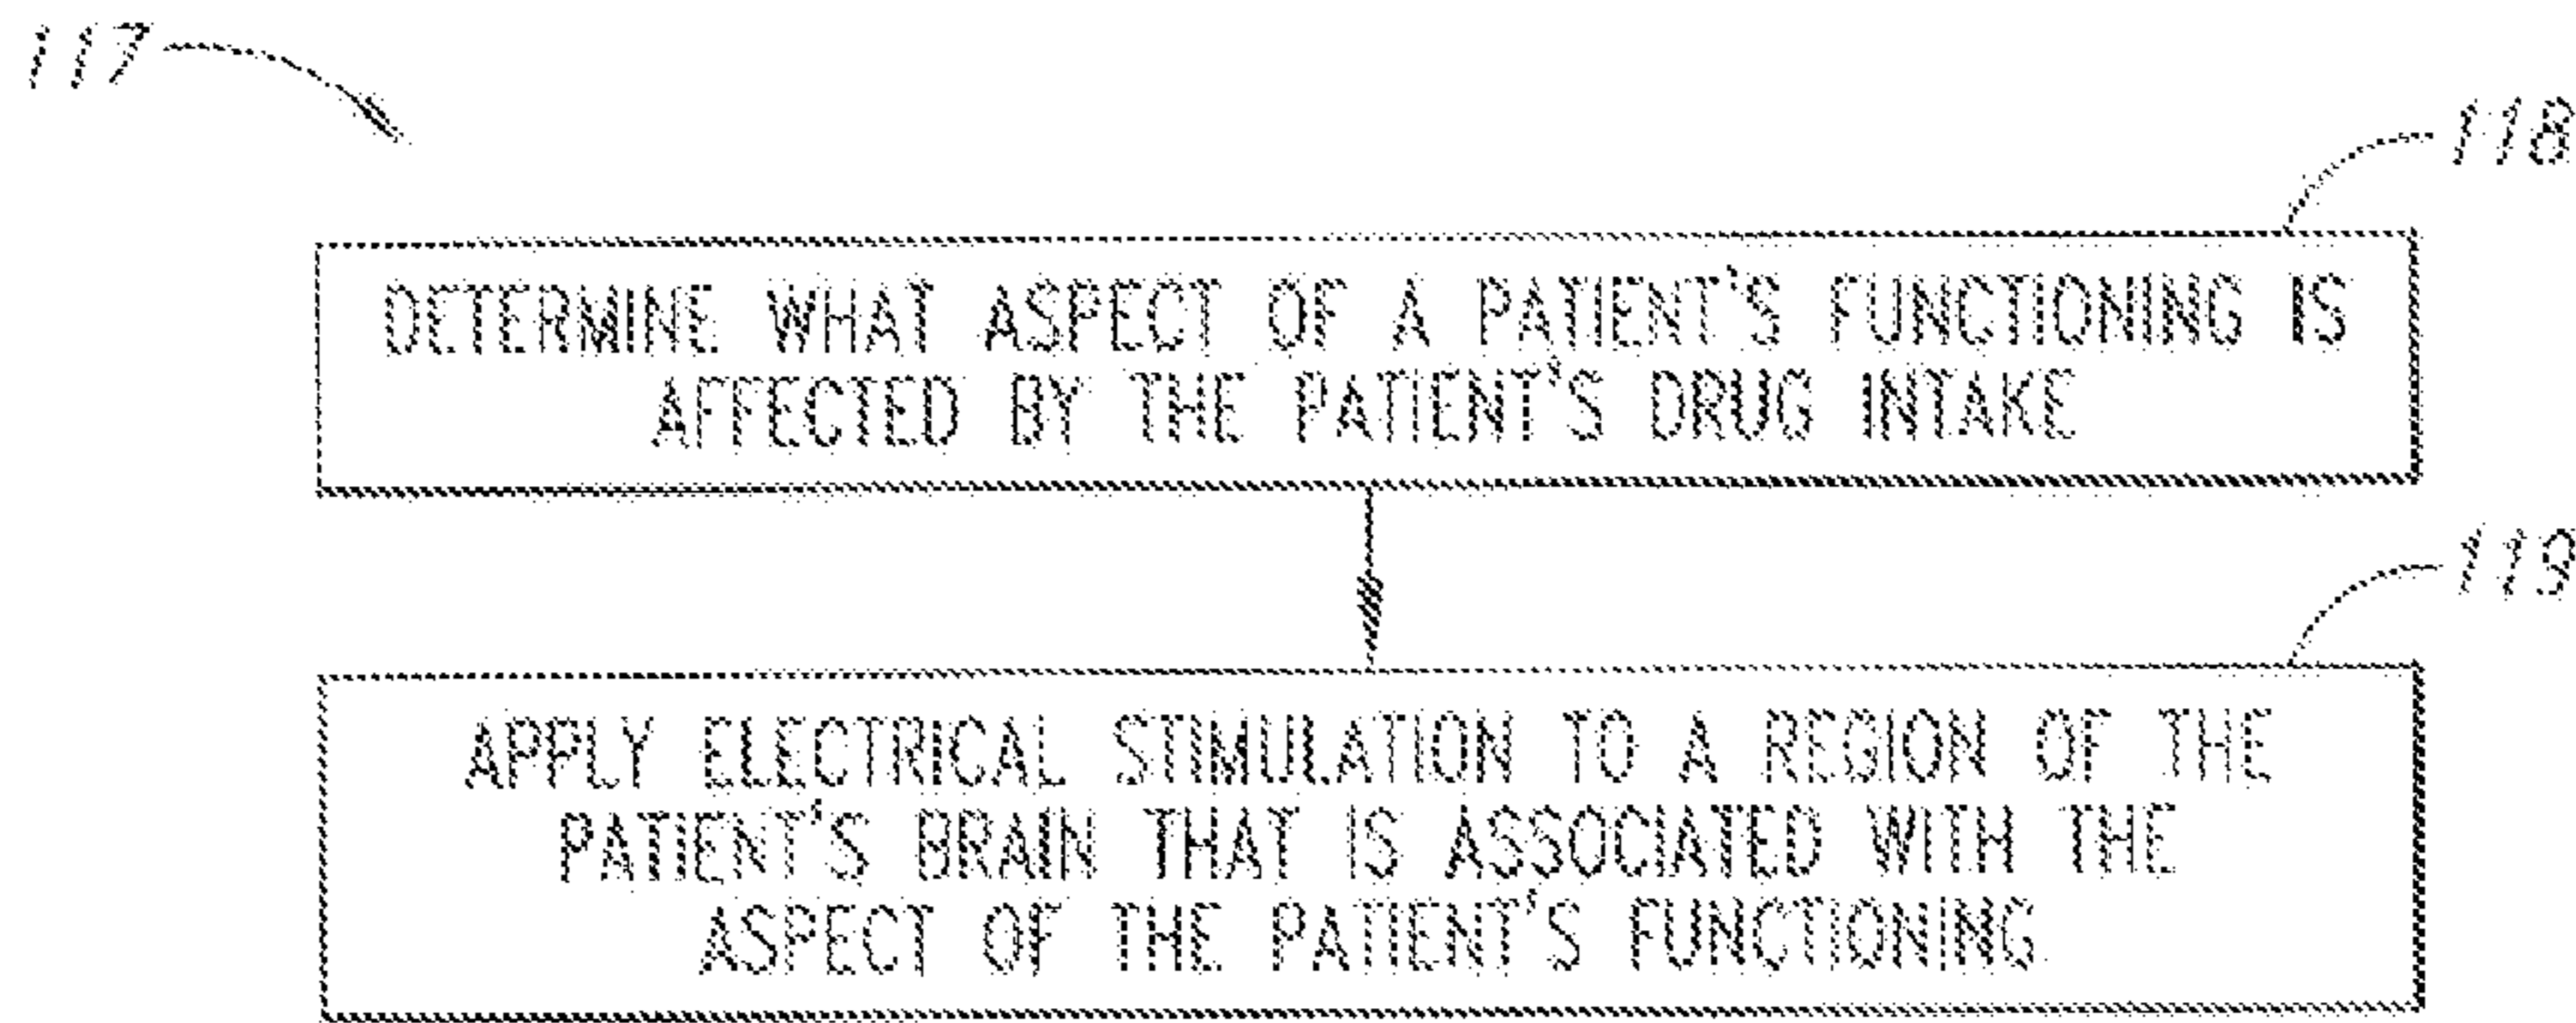 117
118
DETERMINE WHAT ASPECT OF A PATIENT'S FUNCTIONING IS
AFFECTED BY THE PATIENT'S DRUG INTAKE
119
APPLY ELECTRICAL STIMULATION TO A REGION OF THE
PATIENT'S BRAIN THAT IS ASSOCIATED WITH THE
ASPECT OF THE PATIENT'S FUNCTIONING